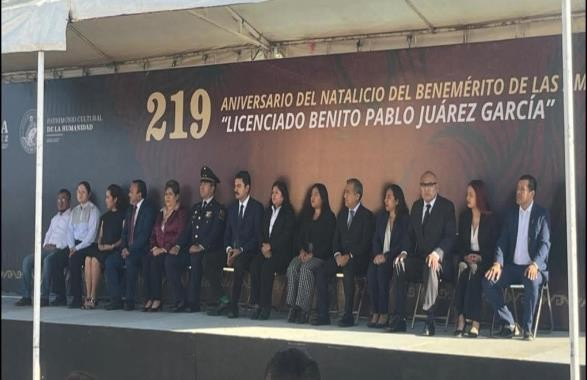 PATRIMONIO CULTURAL
DE LA HUMANIDAD
219
ANIVERSARIO DEL NATALICIO DEL BENEMÉRITO DE LAS
“LICENCIADO BENITO PABLO JUÁREZ GARCÍA”